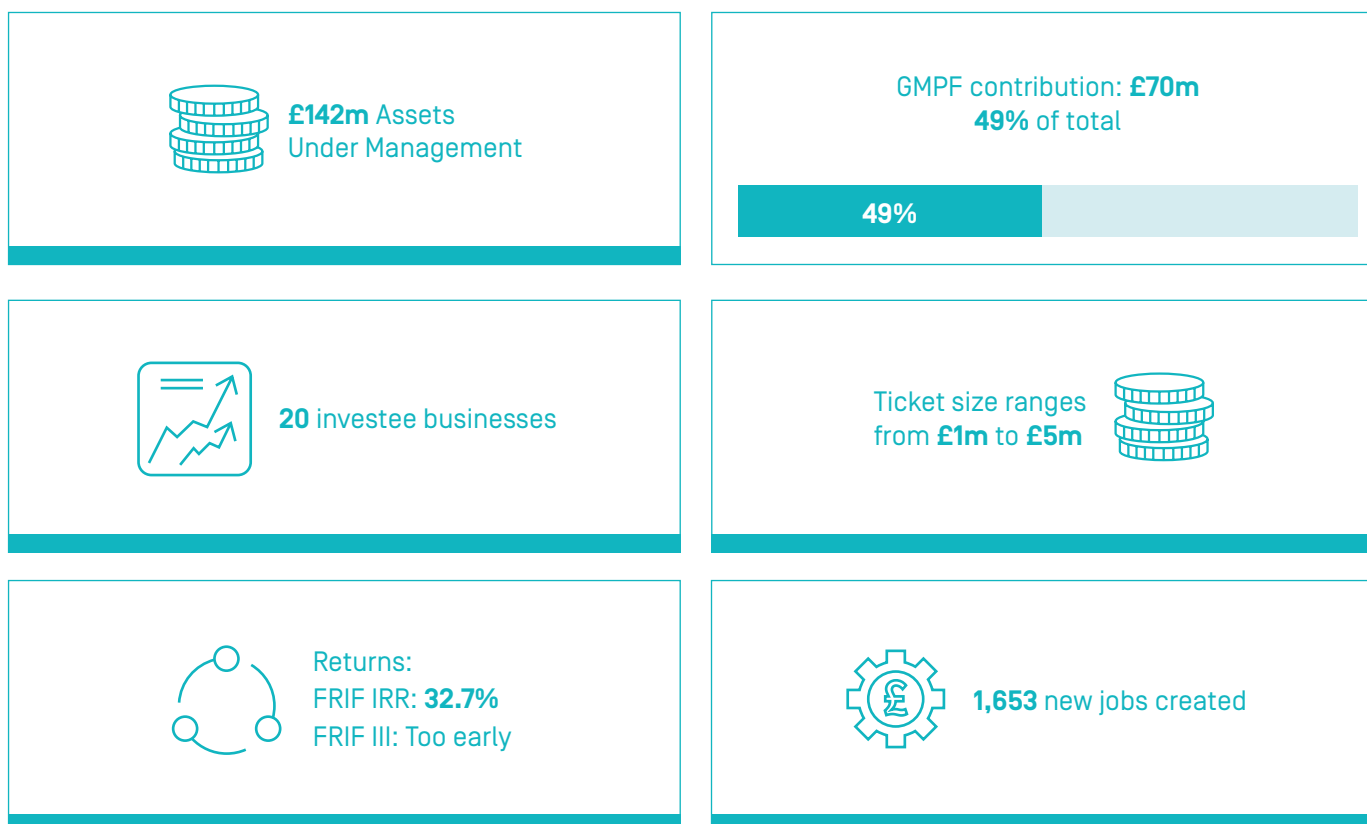 £142m Assets
Under Management
GMPF contribution: £70m
49% of total
49%
20 investee businesses
Ticket size ranges
from £1m to £5m
Returns:
FRIF IRR: 32.7%
FRIF III: Too early
£
1,653 new jobs created